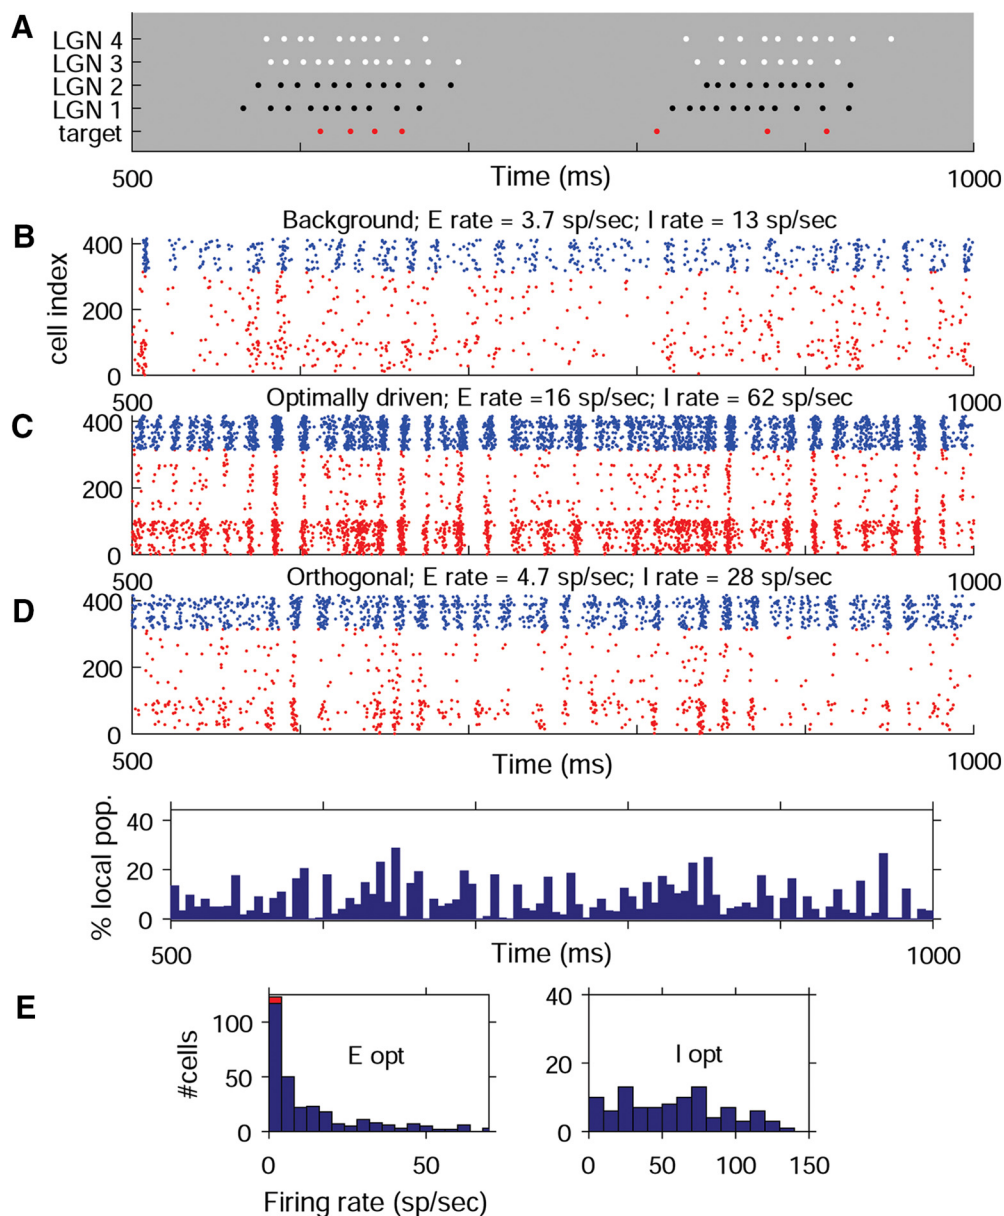 A
LGN 4
LGN 3
LGN 2
LGN 1
target
500 Time (ms) 1000
Background; E rate = 3.7 sp/sec; I rate = 13 sp/sec
B
cell index
400
200
0
500 1000
Optimally driven; E rate =16 sp/sec; I rate = 62 sp/sec
C
400
200
0
500 1000
Orthogonal; E rate = 4.7 sp/sec; I rate = 28 sp/sec
D
400
200
0
500 Time (ms) 1000
% local pop.
40
20
0
500 Time (ms) 1000
E
#cells
100
50
0
E opt
0 50
Firing rate (sp/sec)
40
20
0
I opt
0 50 100 150